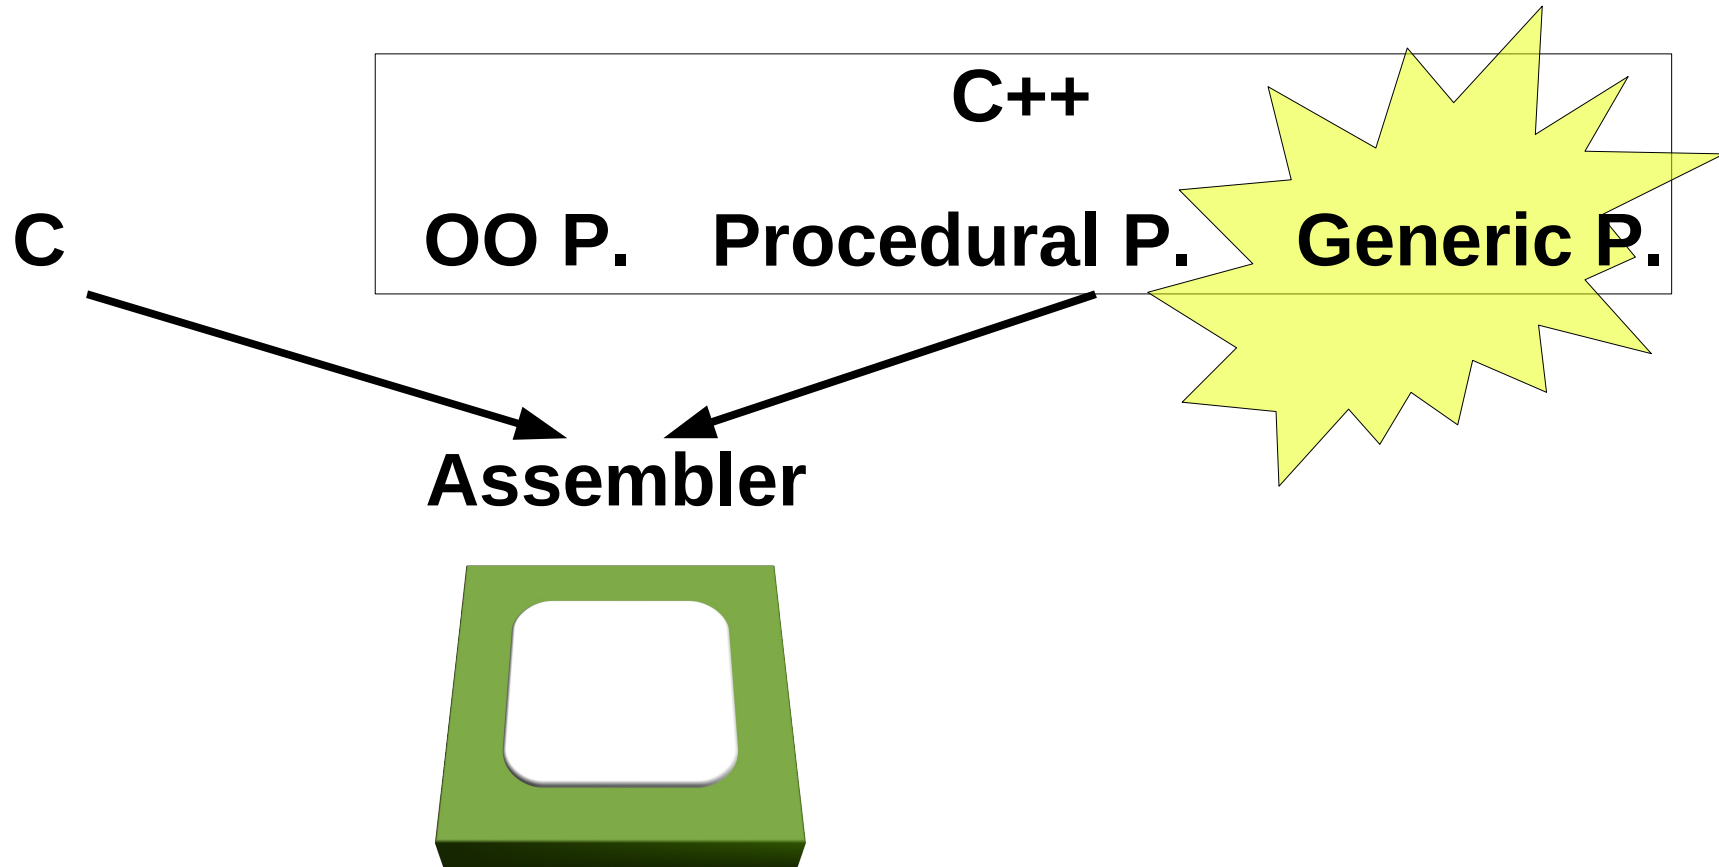 C++
C OO P. Procedural P. Generic P.
Assembler